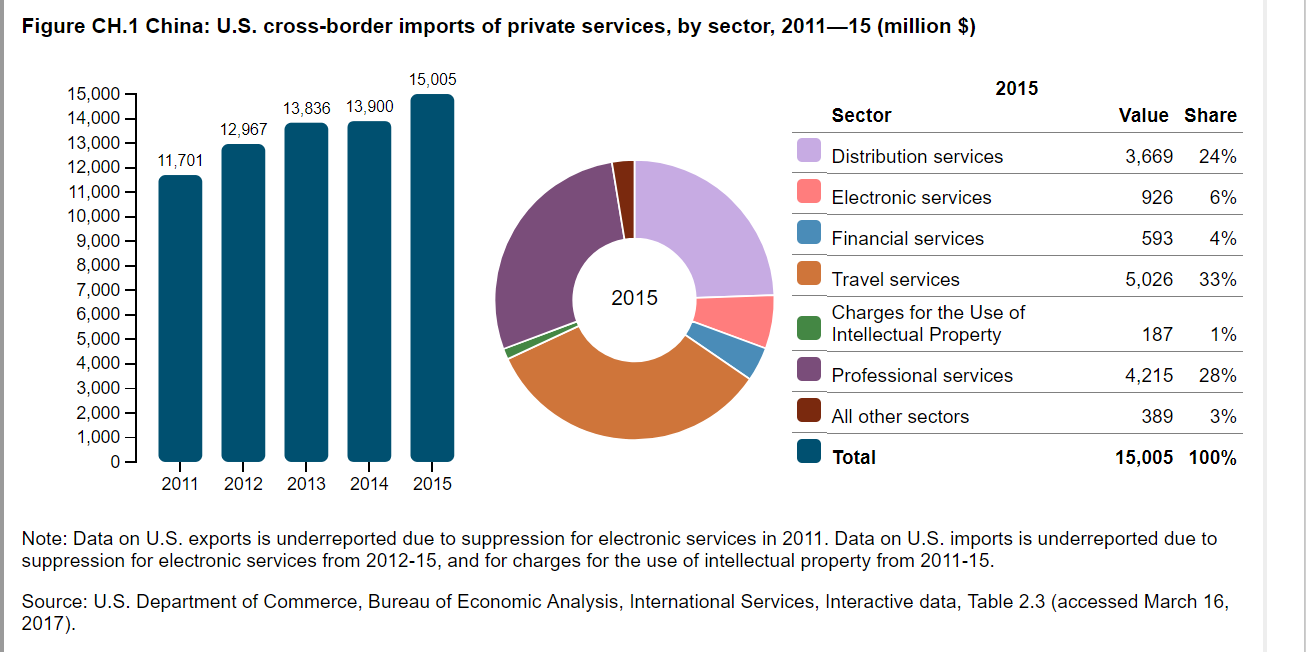 Figure CH.1 China: U.S. cross-border imports of private services, by sector, 2011—15 (million $)
15,000
14,000
13,000
12,000
11,000
10,000
9,000
8,000
7,000
6,000
5,000
4,000
3,000
2,000
1,000
0
11,701
12,967
13,836
13,900
15,005
2011
2012
2013
2014
2015
2015
2015
Sector Value Share
Distribution services 3,669 24%
Electronic services 926 6%
Financial services 593 4%
Travel services 5,026 33%
Charges for the Use of
Intellectual Property 187 1%
Professional services 4,215 28%
All other sectors 389 3%
Total 15,005 100%
Note: Data on U.S. exports is underreported due to suppression for electronic services in 2011. Data on U.S. imports is underreported due to
suppression for electronic services from 2012-15, and for charges for the use of intellectual property from 2011-15.
Source: U.S. Department of Commerce, Bureau of Economic Analysis, International Services, Interactive data, Table 2.3 (accessed March 16,
2017).